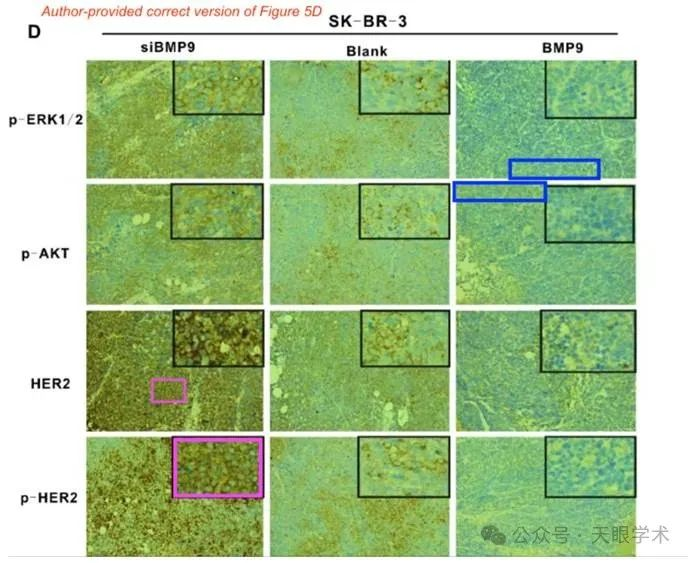 Author-provided correct version of Figure 5D
D
SK-BR-3
siBMP9 Blank BMP9
p-ERK1/2
p-AKT
HER2
p-HER2
公众号·天眼学术